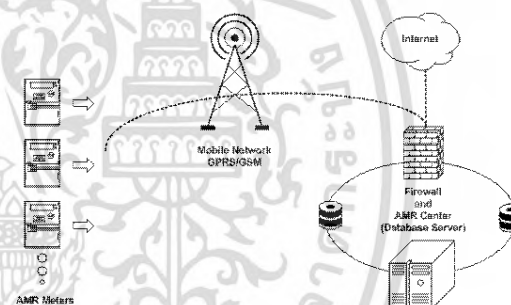 Internet
Mobile Network
GPRS/GSM
Firewall
and
AMR Center
(Database Server)
AMR Meters